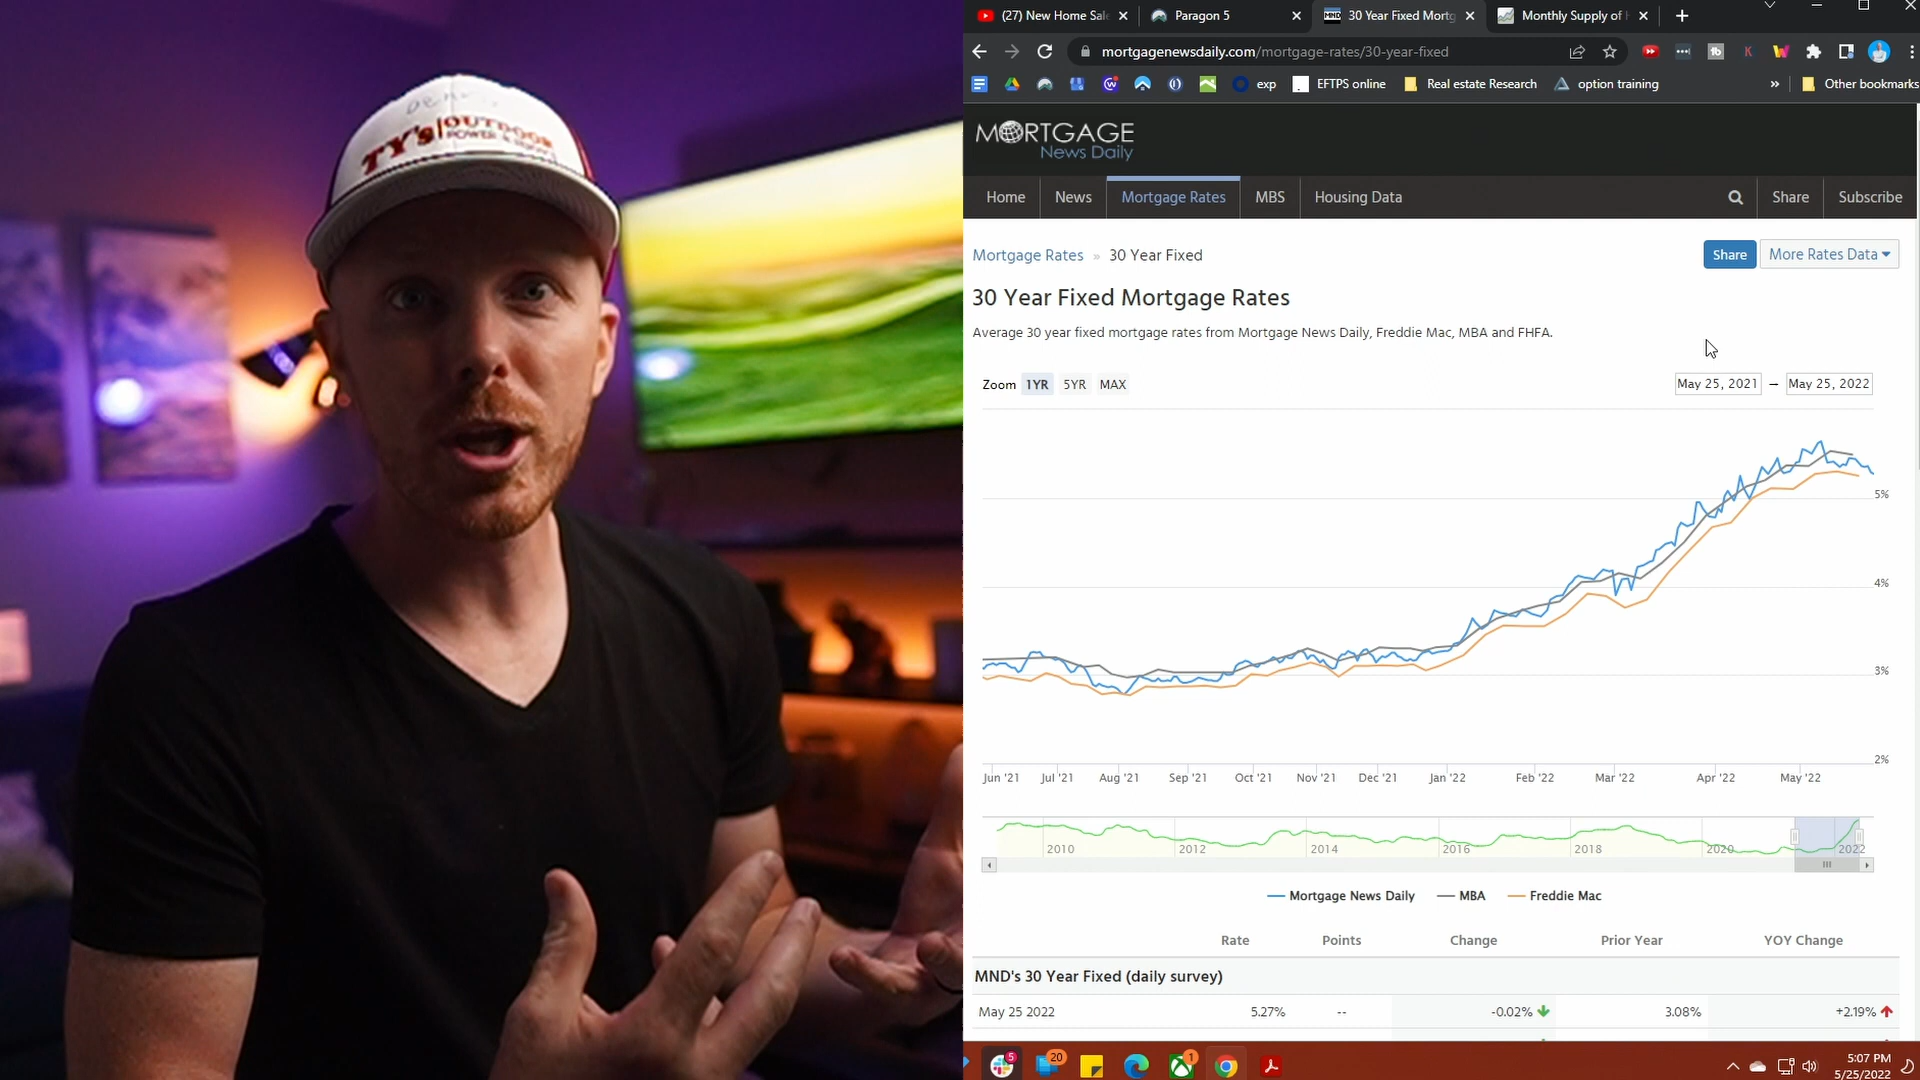 TY's OUTDOOR
(27) New Home Sal
Paragon 5
30 Year Fixed Mortg
Monthly Supply of
mortgagenewsdaily.com/mortgage-rates/30-year-fixed
exp
EFTPS online
Real estate Research
option training
»
Other bookmarks
MORTGAGE
News Daily
Home
News
Mortgage Rates
MBS
Housing Data
Share
Subscribe
Mortgage Rates » 30 Year Fixed
Share
More Rates Data
30 Year Fixed Mortgage Rates
Average 30 year fixed mortgage rates from Mortgage News Daily, Freddie Mac, MBA and FHFA.
Zoom 1YR 5YR MAX
May 25, 2021 → May 25, 2022
5%
4%
3%
2%
Jun '21 Jul '21 Aug '21 Sep '21 Oct '21 Nov '21 Dec '21 Jan '22 Feb '22 Mar '22 Apr '22 May '22
2010 2012 2014 2016 2018 2020 2022
Mortgage News Daily MBA Freddie Mac
Rate Points Change Prior Year YOY Change
MND's 30 Year Fixed (daily survey)
May 25 2022 5.27% -- -0.02% 3.08% +2.19%
5
20
1
5:07 PM
5/25/2022